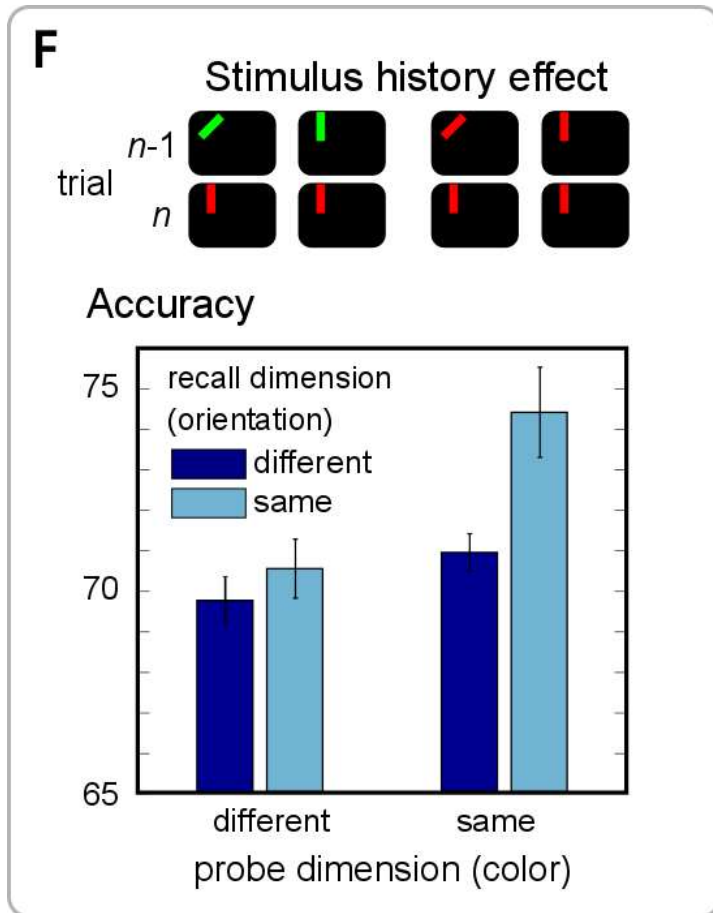 F
Stimulus history effect
n-1
trial
n
Accuracy
75
recall dimension
(orientation)
different
same
70
65
different same
probe dimension (color)